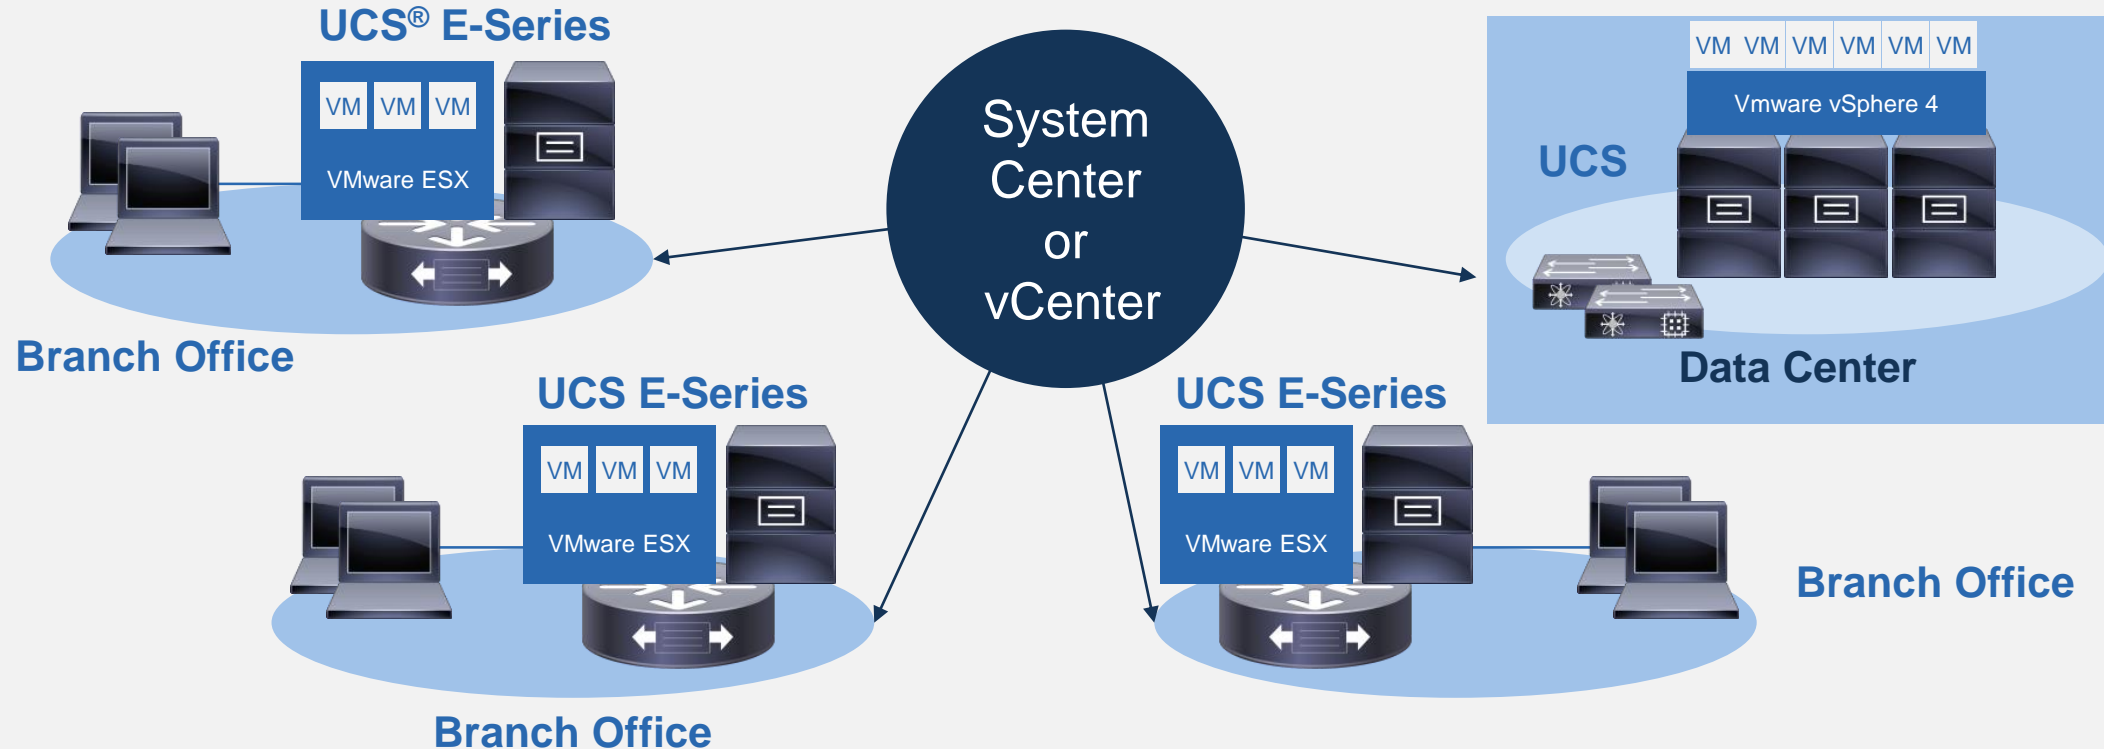 UCS® E-Series
VM VM VM
VMware ESX
Branch Office
System
Center
or
vCenter
VM VM VM VM VM VM
Vmware vSphere 4
UCS
Data Center
UCS E-Series
VM VM VM
VMware ESX
Branch Office
UCS E-Series
VM VM VM
VMware ESX
Branch Office